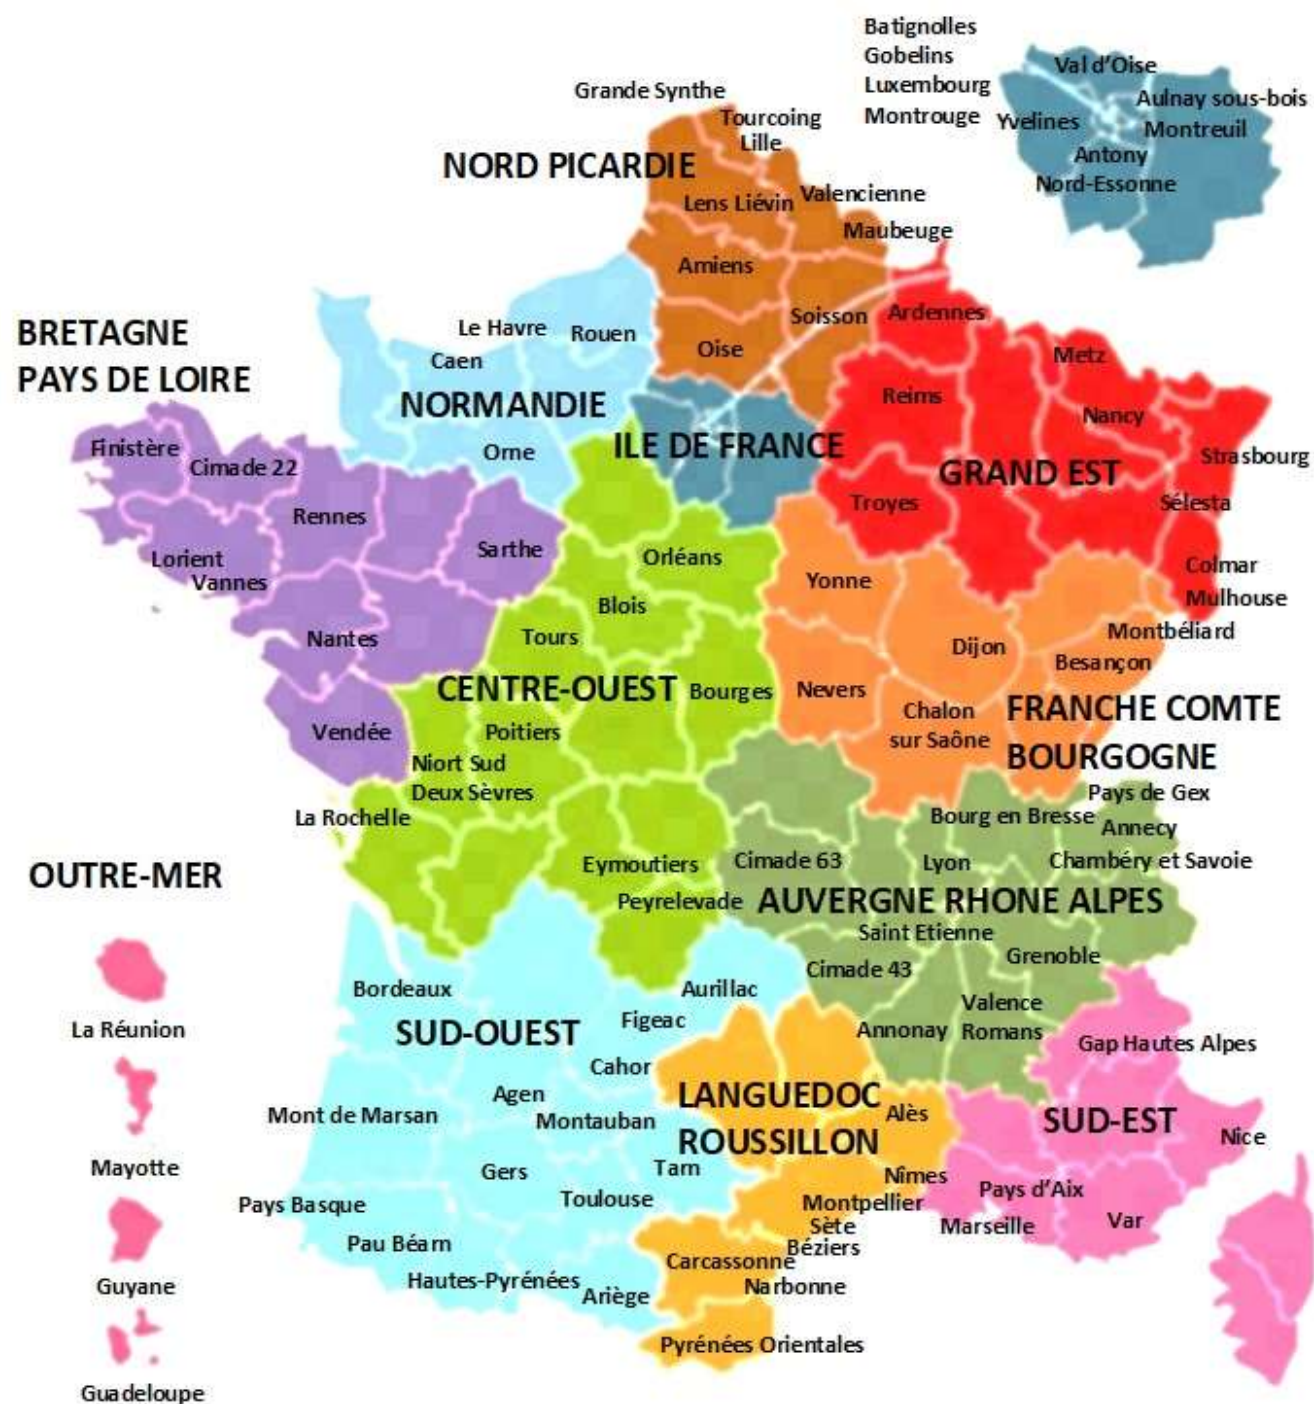 Batignolles
Gobelins
Luxembourg
Montrouge
Val d'Oise
Aulnay sous-bois
Yvelines
Montreuil
Antony
Nord-Essonne
Grande Synthe
Tourcoing
Lille
NORD PICARDIE
Lens Liévin
Valencienne
Maubeuge
Amiens
Soisson
Oise
Ardennes
Metz
Reims
Nancy
Strasbourg
GRAND EST
Troyes
Sélesta
Colmar
Mulhouse
BRETAGNE
PAYS DE LOIRE
Le Havre
Rouen
Caen
NORMANDIE
Orne
ILE DE FRANCE
Finistère
Cimade 22
Rennes
Sarthe
Lorient
Vannes
Nantes
Vendée
Orléans
Blois
Tours
CENTRE-OUEST
Bourges
Poitiers
Niort Sud
Deux Sèvres
La Rochelle
Eymoutiers
Peyrelevade
Yonne
Dijon
Montbéliard
Besançon
Nevers
Chalon
sur Saône
FRANCHE COMTE
BOURGOGNE
Pays de Gex
Bourg en Bresse
Annecy
Cimade 63
Lyon
Chambéry et Savoie
AUVERGNE RHONE ALPES
Saint Etienne
Grenoble
Cimade 43
Valence
Romans
Annonay
OUTRE-MER
La Réunion
Mayotte
Guyane
Guadeloupe
Bordeaux
Aurillac
Figeac
SUD-OUEST
Cahor
Agen
Mont de Marsan
Montauban
Gers
Tarn
Toulouse
Pays Basque
Pau Béarn
Hautes-Pyrénées
Ariège
LANGUEDOC
ROUSSILLON
Alès
Nîmes
Montpellier
Sète
Béziers
Carcassonne
Narbonne
Pyrénées Orientales
Gap Hautes Alpes
SUD-EST
Nice
Pays d'Aix
Marseille
Var